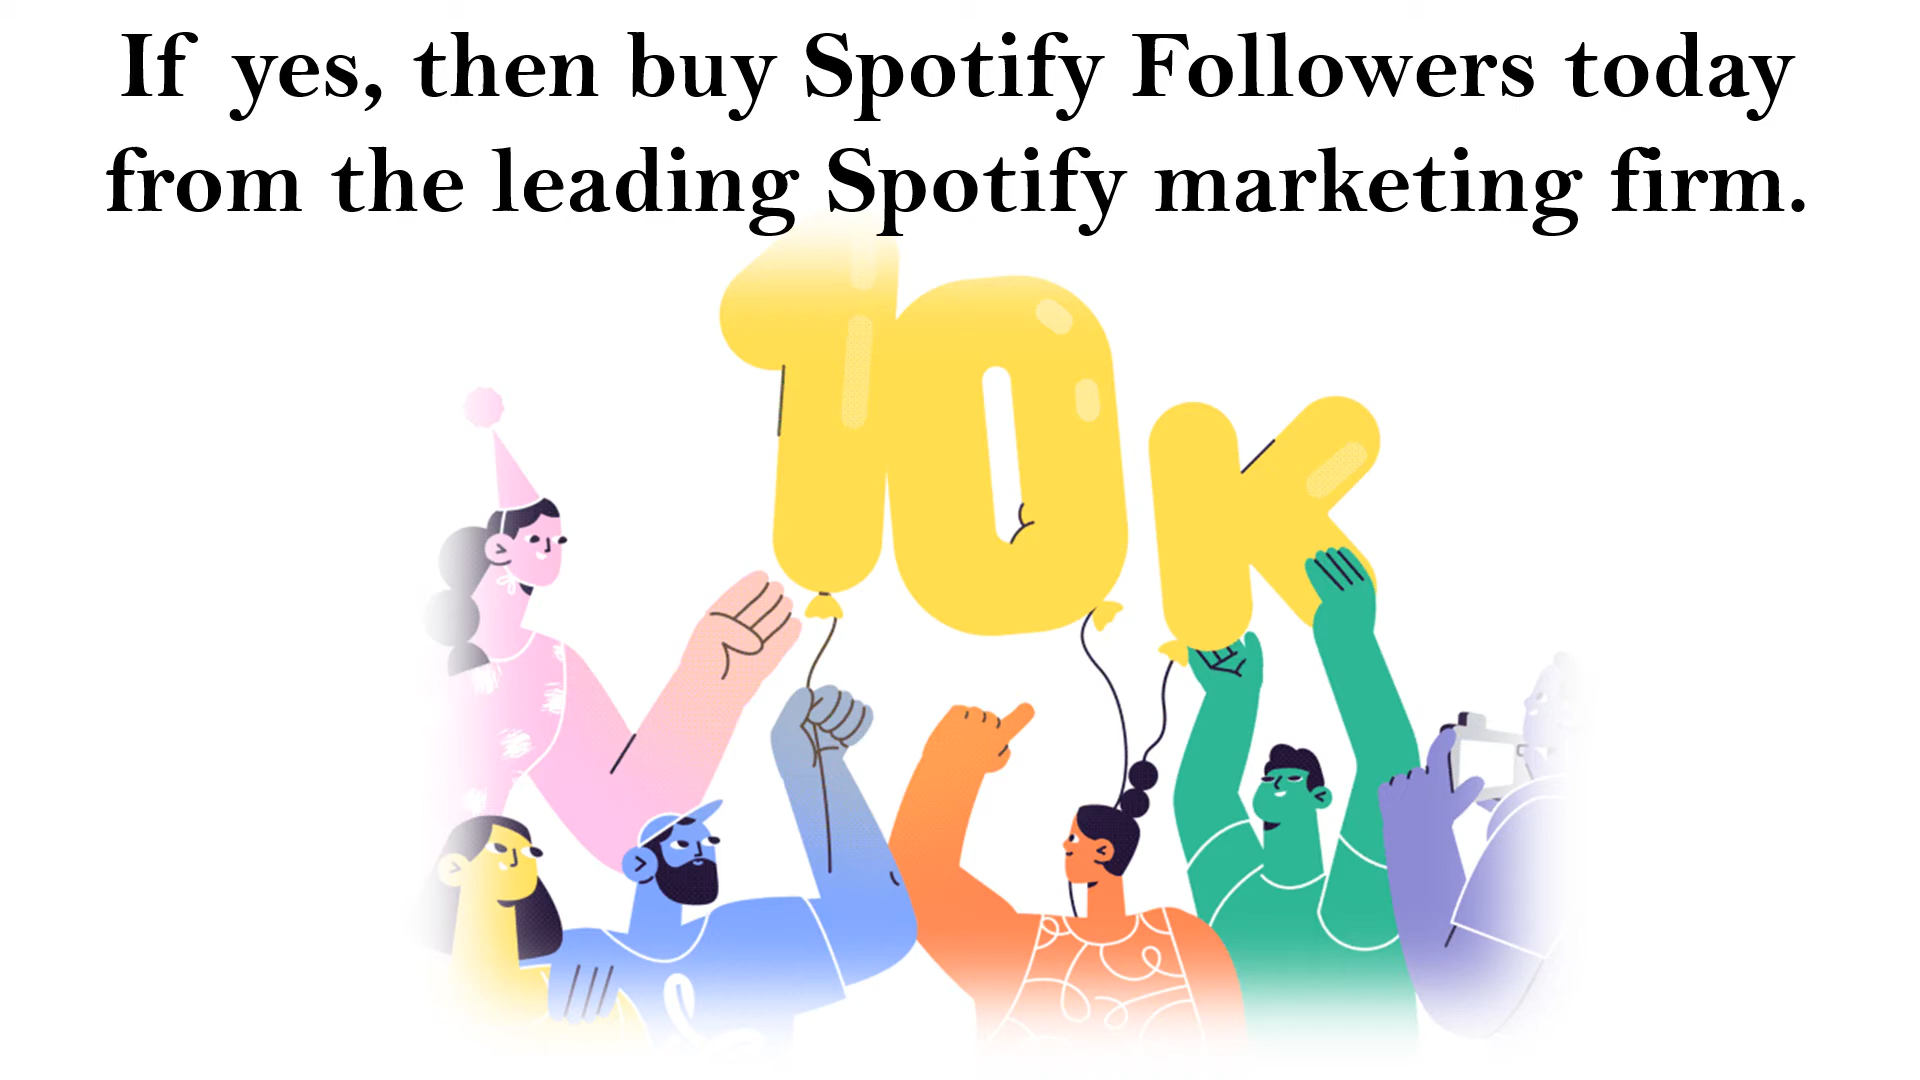 If yes, then buy Spotify Followers today
from the leading Spotify marketing firm.
10K